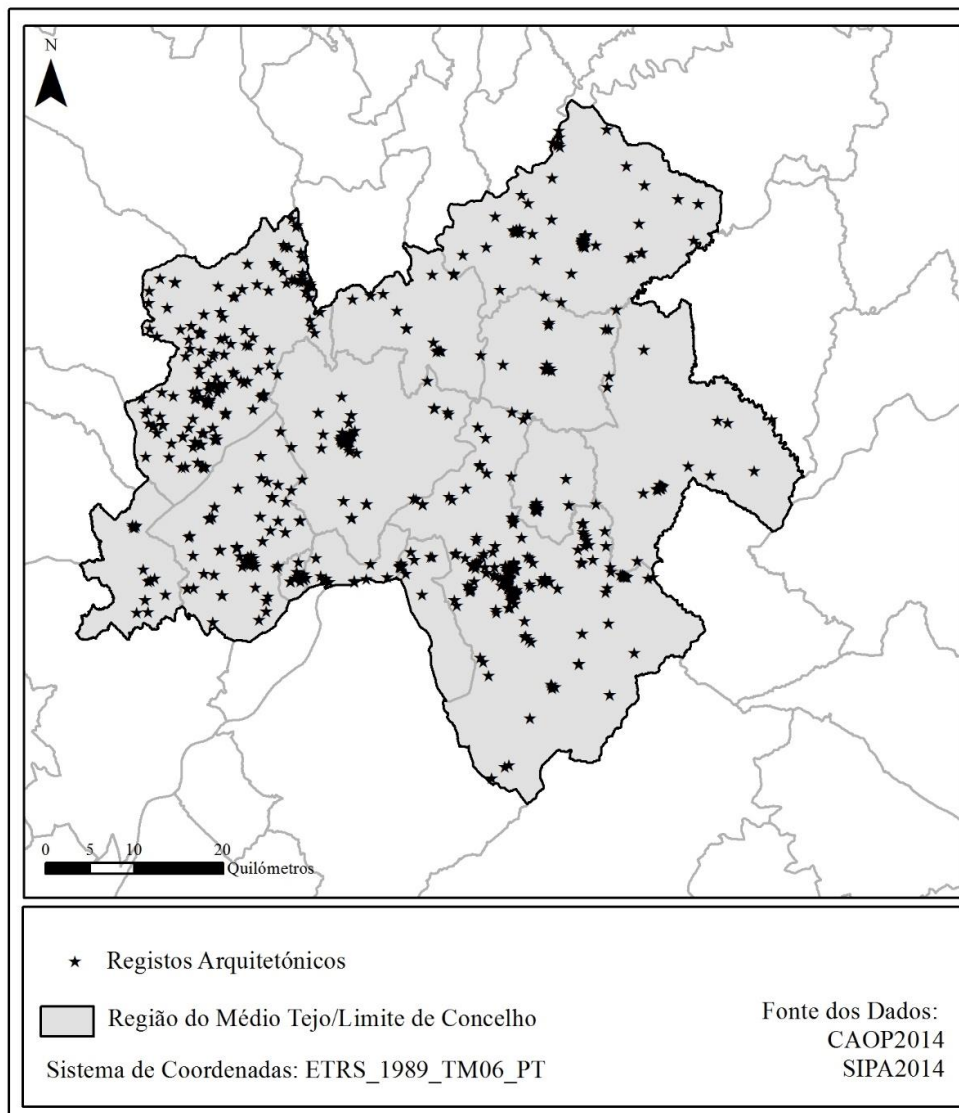 N
0 5 10 20
Quilómetros
Registos Arquitetónicos
Região do Médio Tejo/Limite de Concelho
Sistema de Coordenadas: ETRS_1989_TM06_PT
Fonte dos Dados:
CAOP2014
SIPA2014